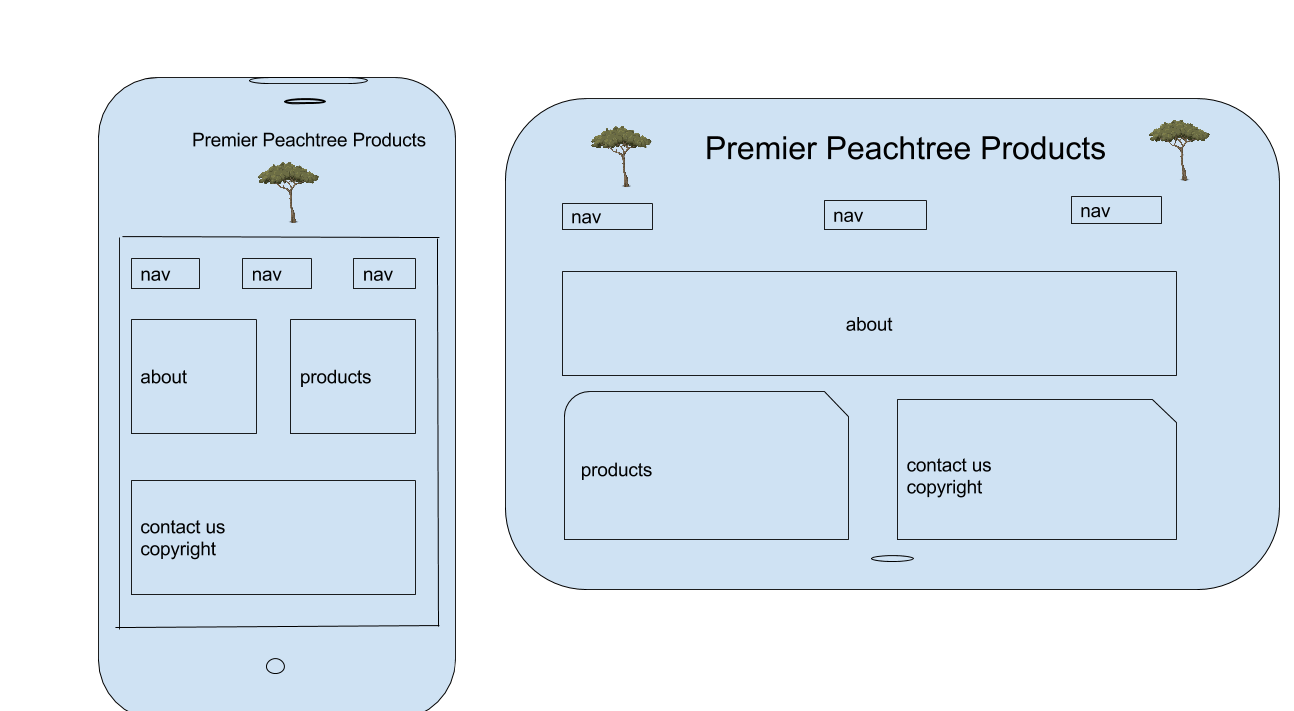 Premier Peachtree Products
nav
nav
nav
about
products
contact us
copyright
Premier Peachtree Products
nav
nav
nav
about
products
contact us
copyright